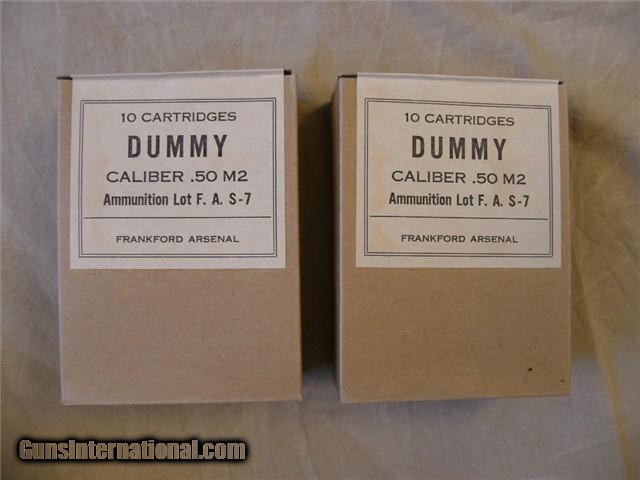 10 CARTRIDGES
DUMMY
CALIBER .50 M2
Ammunition Lot F. A. S-7
FRANKFORD ARSENAL
10 CARTRIDGES
DUMMY
CALIBER .50 M2
Ammunition Lot F. A. S-7
FRANKFORD ARSENAL
GunsInternational.com